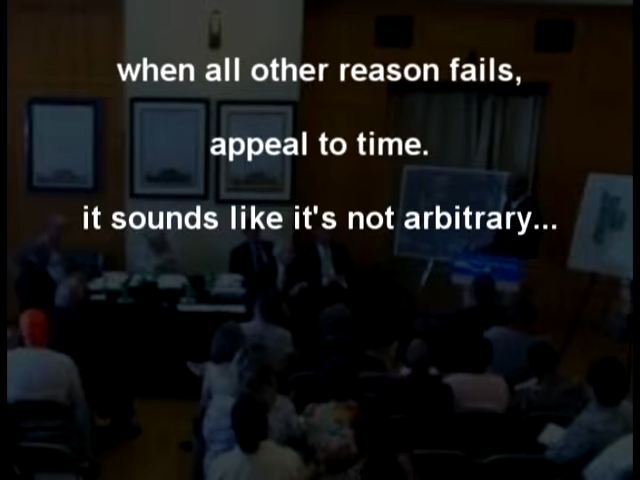 when all other reason fails,
appeal to time.
it sounds like it's not arbitrary...